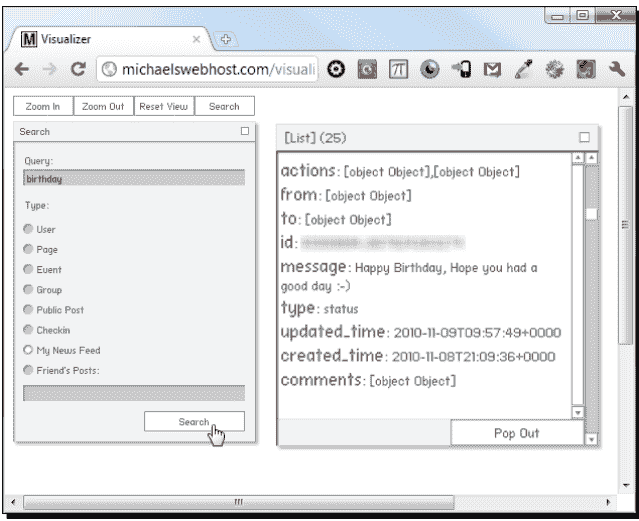 Visualizer
michaelswebhost.com/visuali
Zoom In Zoom Out Reset View Search
Search
Query:
birthday
Type:
User
Page
Event
Group
Public Post
Checkin
My News Feed
Friend's Posts:
Search
[List] (25)
actions: [object Object],[object Object]
from: [object Object]
to: [object Object]
id:
message: Happy Birthday, Hope you had a
good day :-)
type: status
updated_time: 2010-11-09T09:57:49+0000
created_time: 2010-11-08T21:09:36+0000
comments: [object Object]
Pop Out